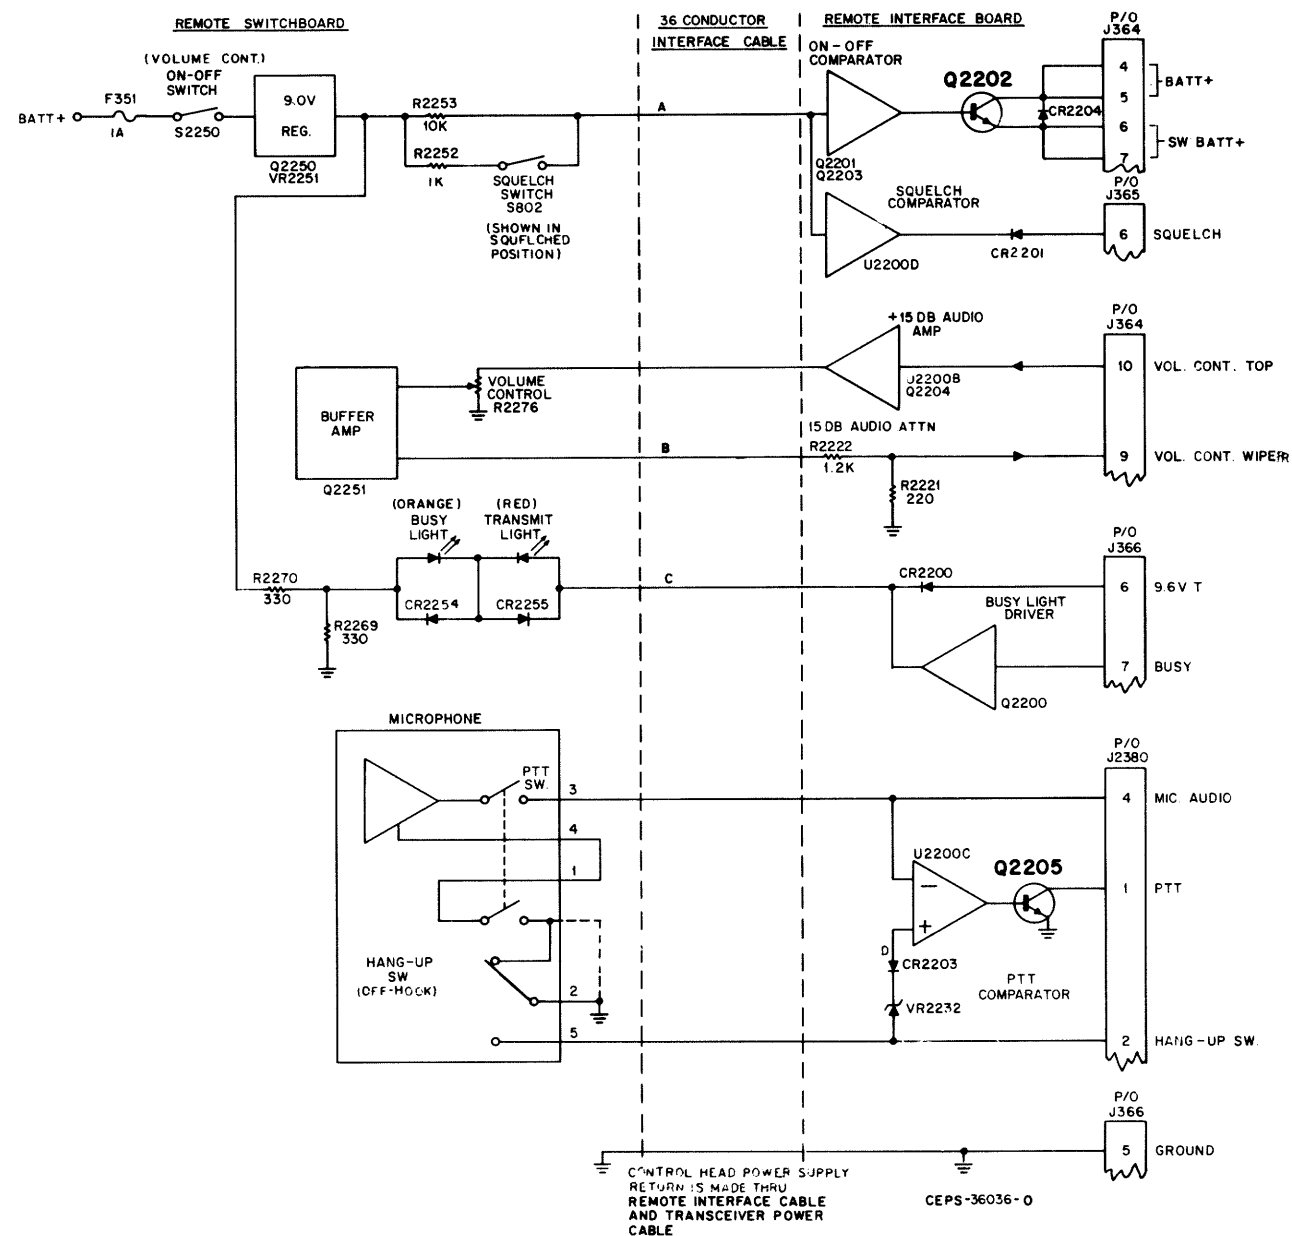 REMOTE SWITCHBOARD
36 CONDUCTOR
INTERFACE CABLE
REMOTE INTERFACE BOARD
P/O
J364
(VOLUME CONT.)
ON-OFF
SWITCH
BATT+
F351
1A
S2250
9.0V
REG.
Q2250
VR2251
R2253
10K
R2252
1K
SQUELCH
SWITCH
S802
(SHOWN IN
SQUFLCHED
POSITION)
A
ON-OFF
COMPARATOR
Q2201
Q2203
Q2202
CR2204
4
5
6
7
BATT+
SW BATT+
P/O
J365
SQUELCH
COMPARATOR
U2200D
CR2201
6
SQUELCH
+15 DB AUDIO
AMP
U2200B
Q2204
P/O
J364
10
VOL. CONT. TOP
VOLUME
CONTROL
R2276
BUFFER
AMP
Q2251
B
15 DB AUDIO ATTN
R2222
1.2K
R2221
220
9
VOL. CONT. WIPER
(ORANGE)
BUSY
LIGHT
(RED)
TRANSMIT
LIGHT
R2270
330
R2269
330
CR2254
CR2255
C
CR2200
P/O
J366
6
9.6V T
BUSY LIGHT
DRIVER
Q2200
7
BUSY
MICROPHONE
PTT
SW.
3
4
1
2
5
HANG-UP
SW
(OFF-HOOK)
P/O
J2380
4
MIC. AUDIO
U2200C
−
+
Q2205
1
PTT
D
CR2203
VR2232
PTT
COMPARATOR
2
HANG-UP SW.
P/O
J366
5
GROUND
CONTROL HEAD POWER SUPPLY
RETURN IS MADE THRU
REMOTE INTERFACE CABLE
AND TRANSCEIVER POWER
CABLE
CEPS-36036-O